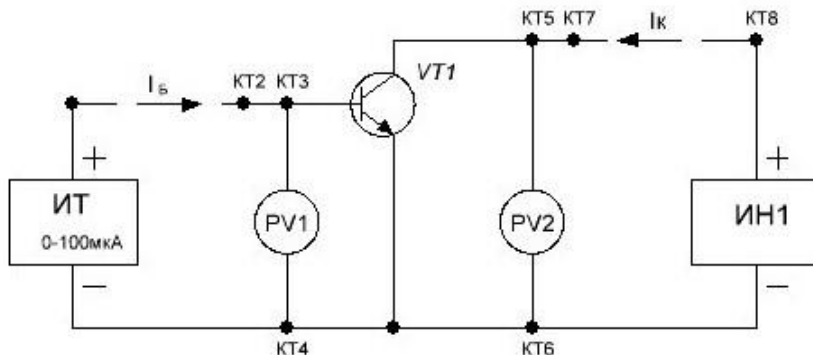 КТ5 КТ7 Iк КТ8
IБ КТ2 КТ3 VT1
+ +
ИТ
0-100мкА
PV1 PV2 ИН1
− −
КТ4 КТ6